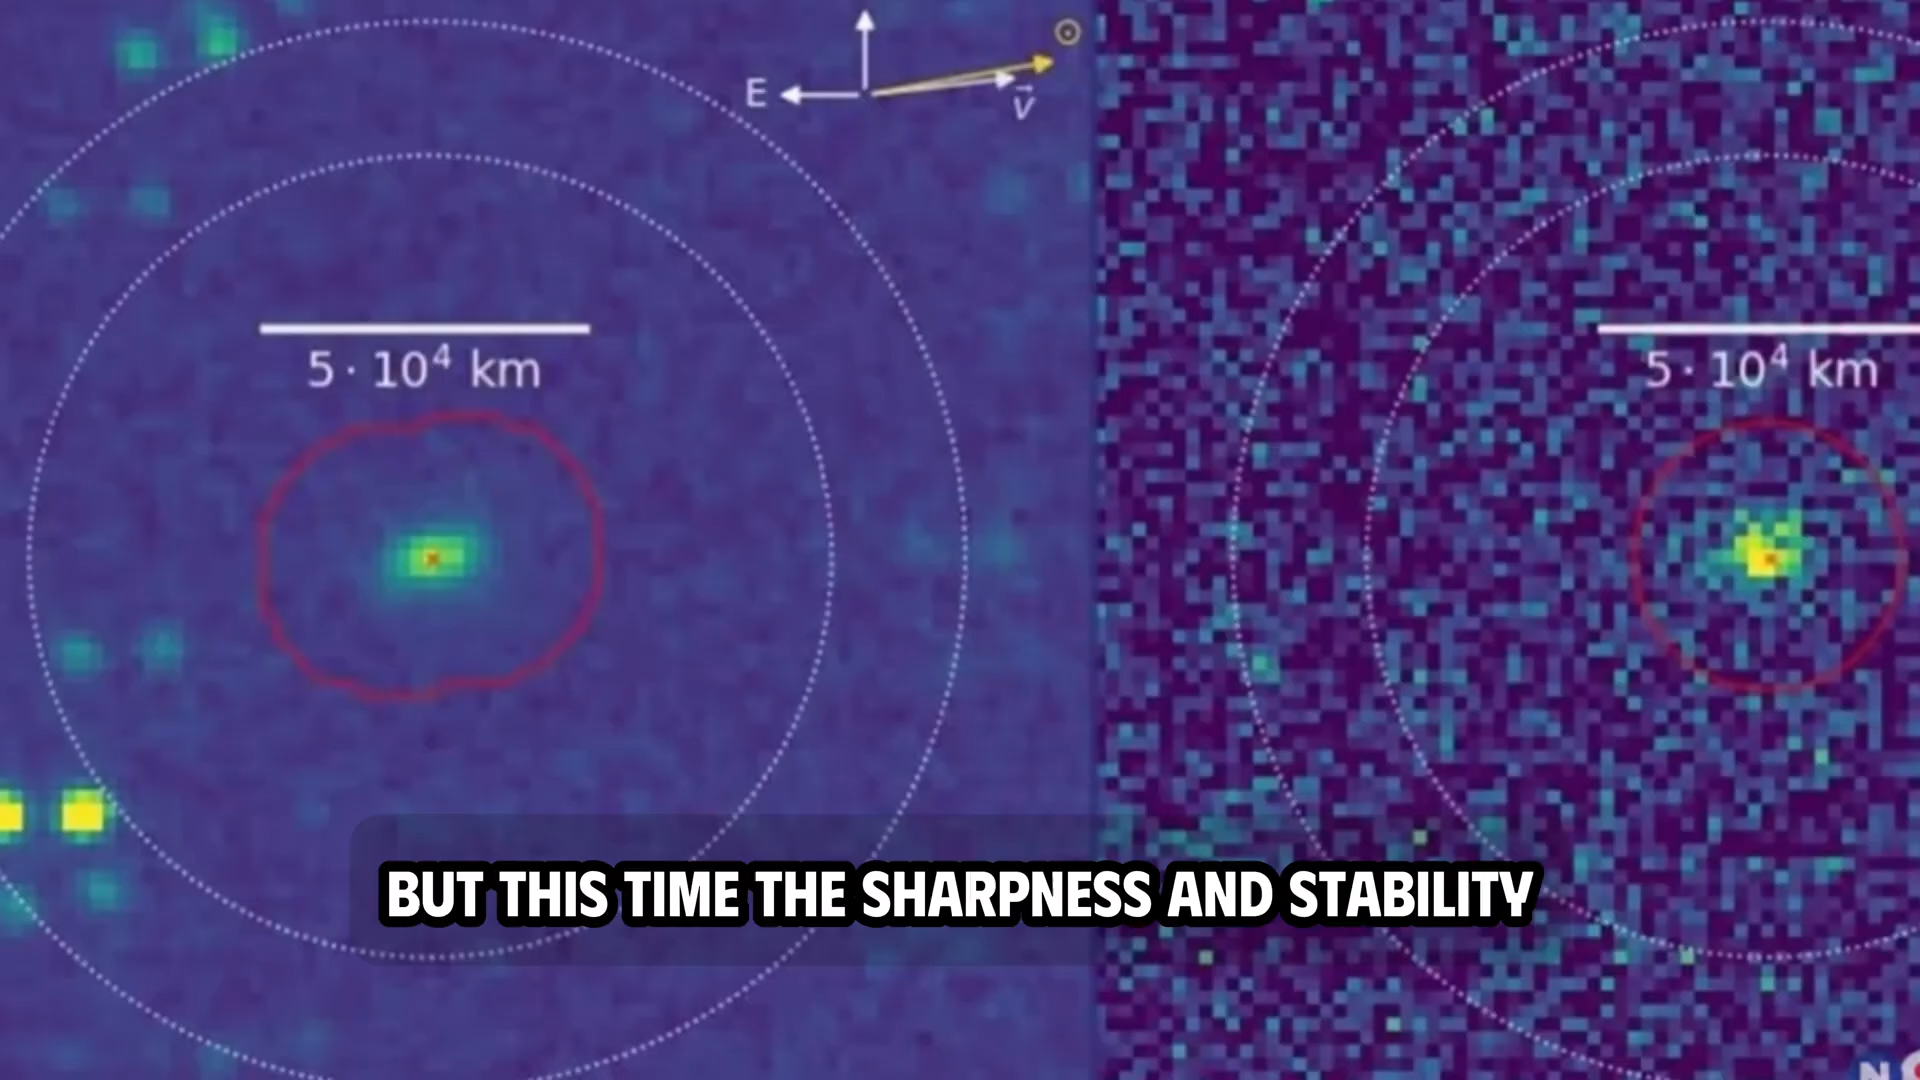 E
v⃗
5 · 10⁴ km
5 · 10⁴ km
BUT THIS TIME THE SHARPNESS AND STABILITY
N